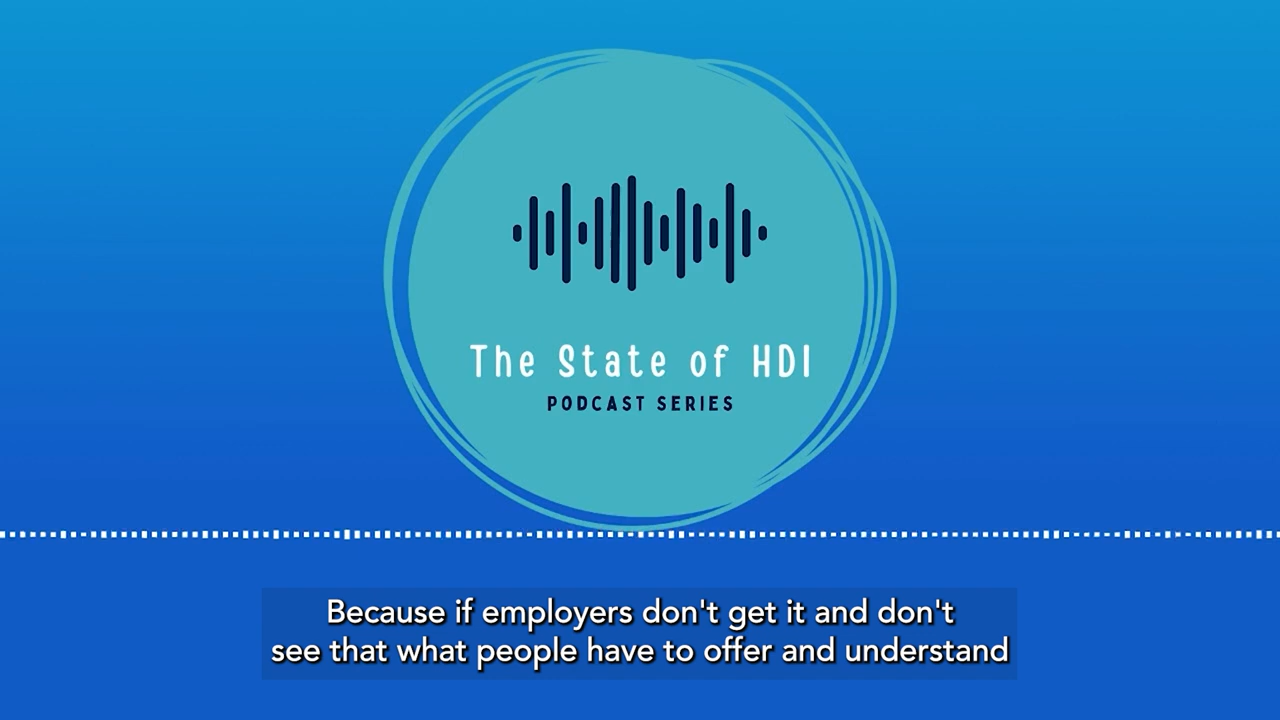 The State of HDI
PODCAST SERIES
Because if employers don't get it and don't
see that what people have to offer and understand